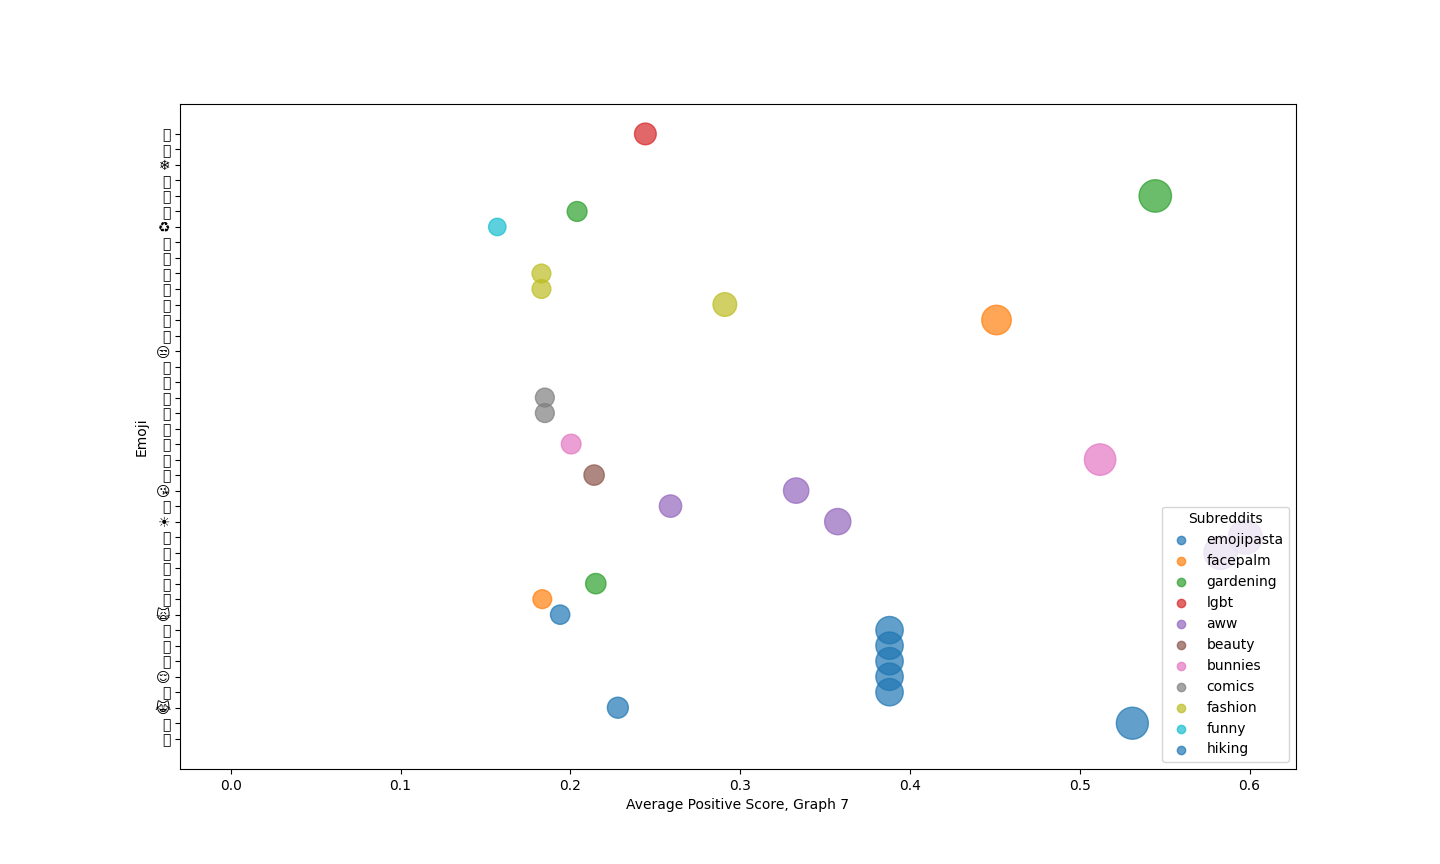 ❄
♻
☀
Emoji
Subreddits
emojipasta
facepalm
gardening
lgbt
aww
beauty
bunnies
comics
fashion
funny
hiking
0.0 0.1 0.2 0.3 0.4 0.5 0.6
Average Positive Score, Graph 7